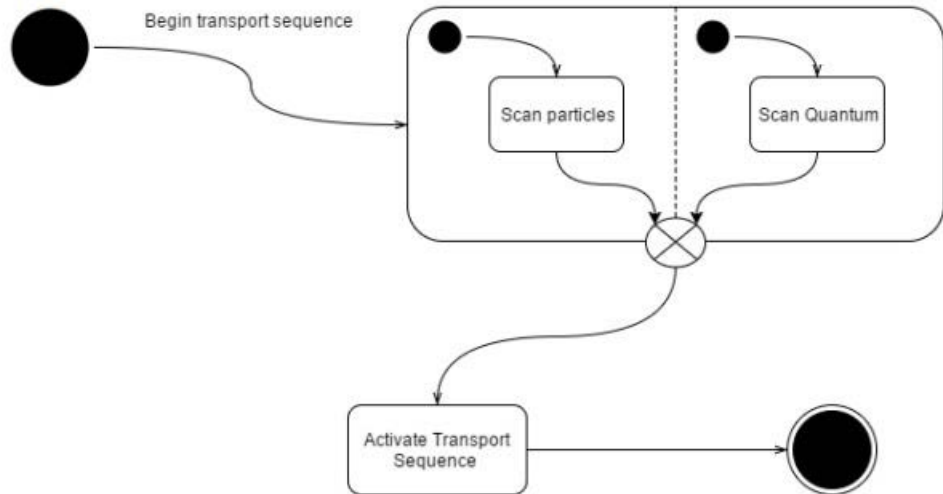 Begin transport sequence
Scan particles
Scan Quantum
Activate Transport
Sequence